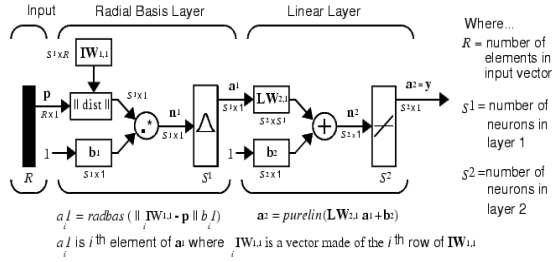 Input
Radial Basis Layer
Linear Layer
Where...
R = number of
elements in
input vector
S1 = number of
neurons in
layer 1
S2 =number of
neurons in
layer 2
S1xR
IW1,1
p
Rx1
|| dist ||
S1x1
1
b1
S1x1
.*
n1
S1x1
a1
S1x1
LW2,1
S2xS1
1
b2
S2x1
+
n2
S2x1
a2 = y
S2x1
R
S1
S2
ai1 = radbas ( || iIW1,1 - p || bi1)
a2 = purelin(LW2,1 a1+b2)
ai1 is i th element of a1 where iIW1,1 is a vector made of the i th row of IW1,1